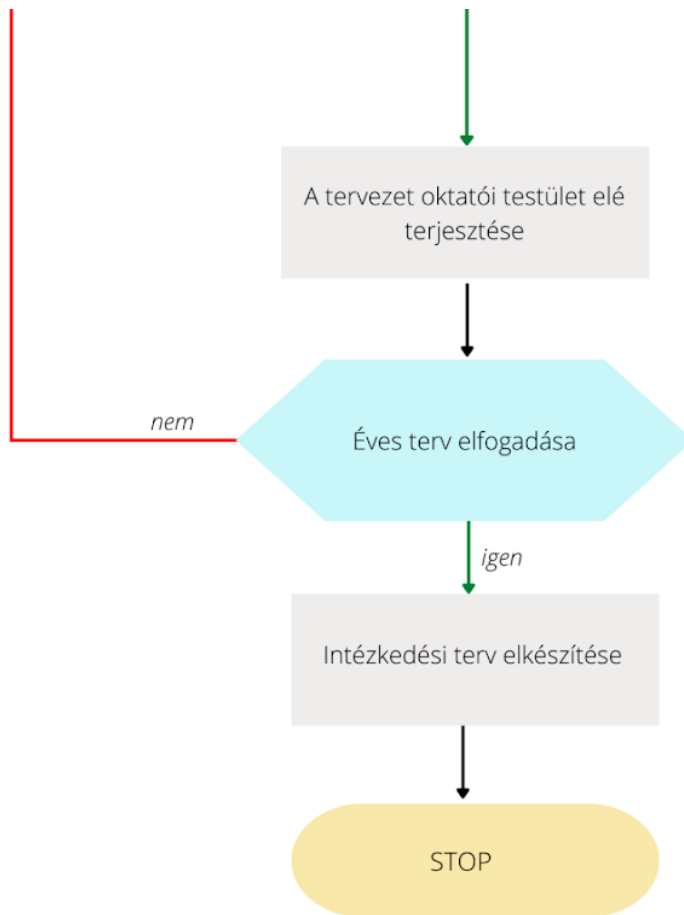 A tervezet oktatói testület elé
terjesztése
nem
Éves terv elfogadása
igen
Intézkedési terv elkészítése
STOP